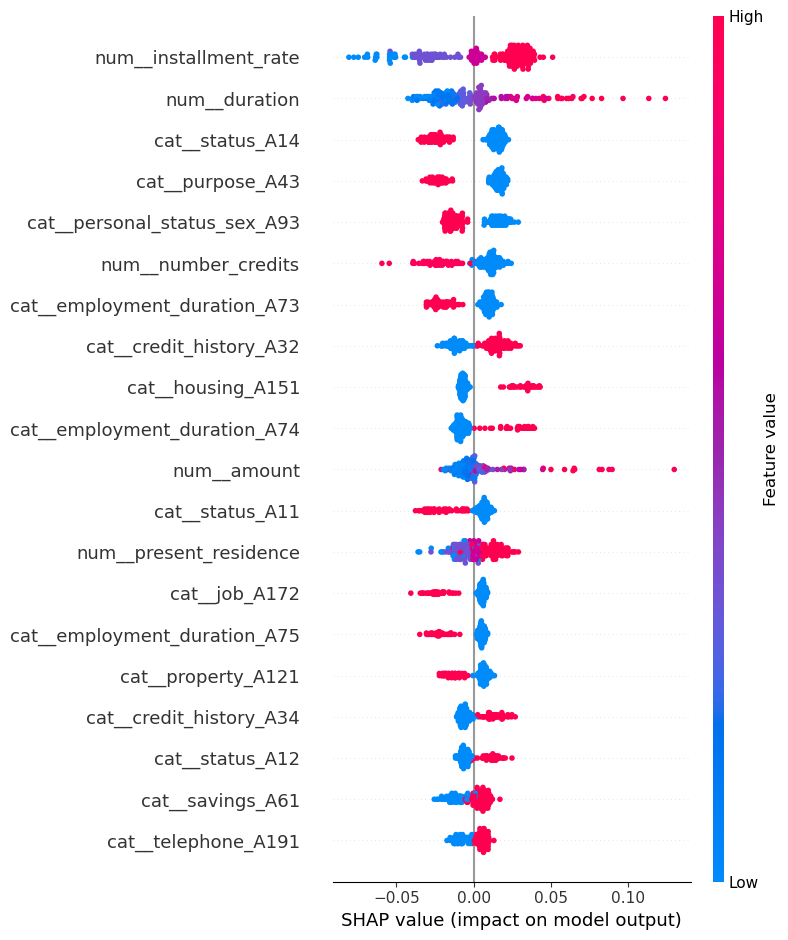 High
num__installment_rate
num__duration
cat__status_A14
cat__purpose_A43
cat__personal_status_sex_A93
num__number_credits
cat__employment_duration_A73
cat__credit_history_A32
cat__housing_A151
cat__employment_duration_A74
num__amount
cat__status_A11
num__present_residence
cat__job_A172
cat__employment_duration_A75
cat__property_A121
cat__credit_history_A34
cat__status_A12
cat__savings_A61
cat__telephone_A191
Feature value
Low
−0.05 0.00 0.05 0.10
SHAP value (impact on model output)